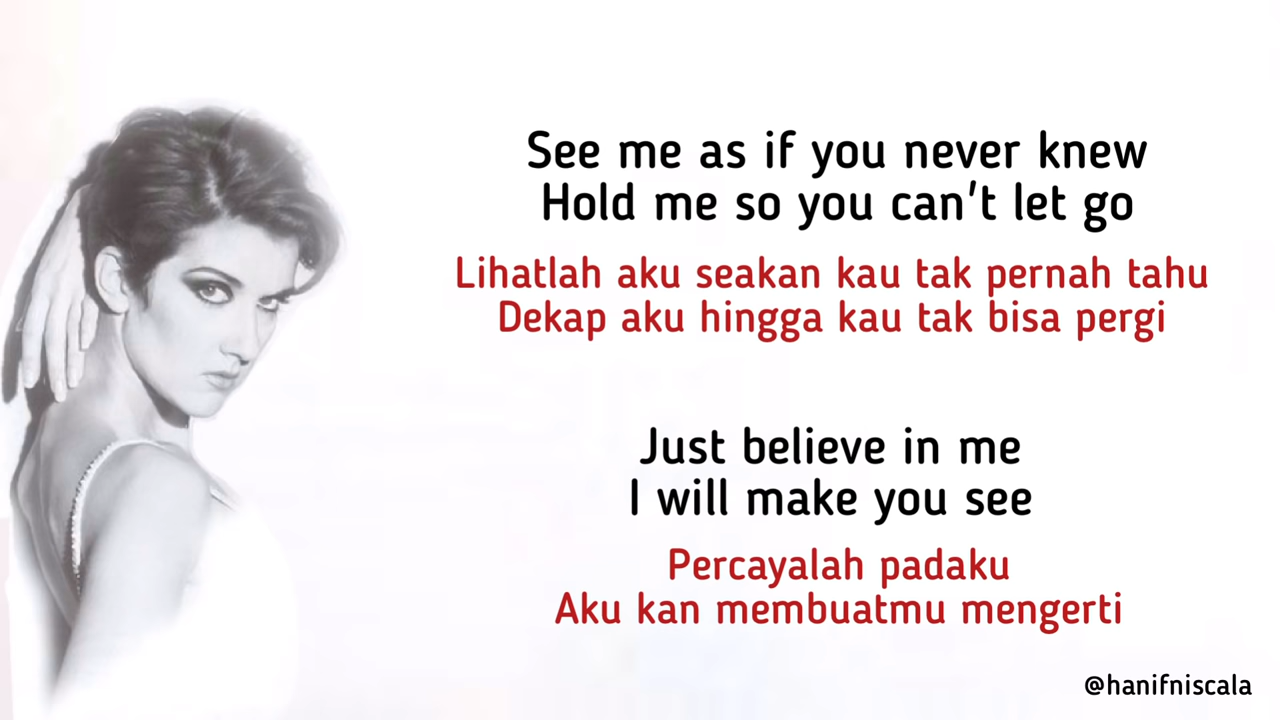 See me as if you never knew
Hold me so you can't let go
Lihatlah aku seakan kau tak pernah tahu
Dekap aku hingga kau tak bisa pergi
Just believe in me
I will make you see
Percayalah padaku
Aku kan membuatmu mengerti
@hanifniscala